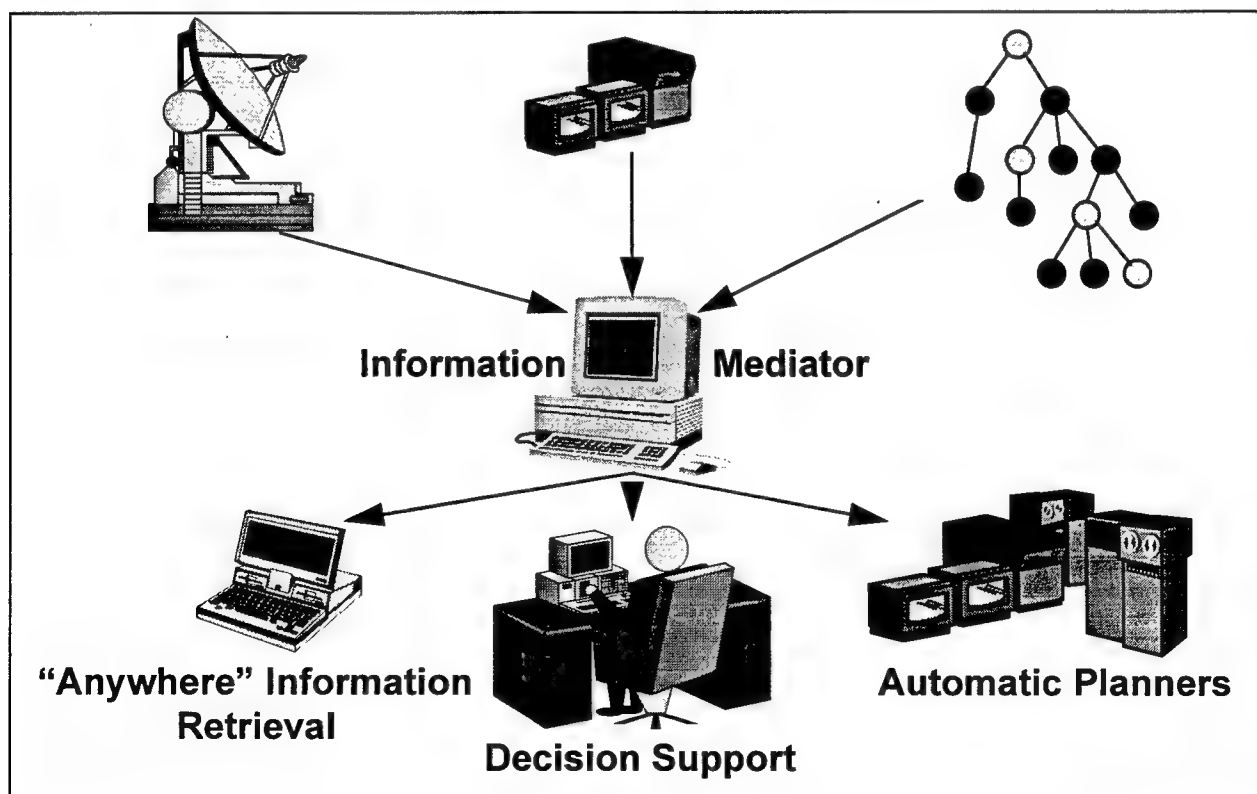 Information Mediator
“Anywhere” Information
Retrieval
Decision Support
Automatic Planners